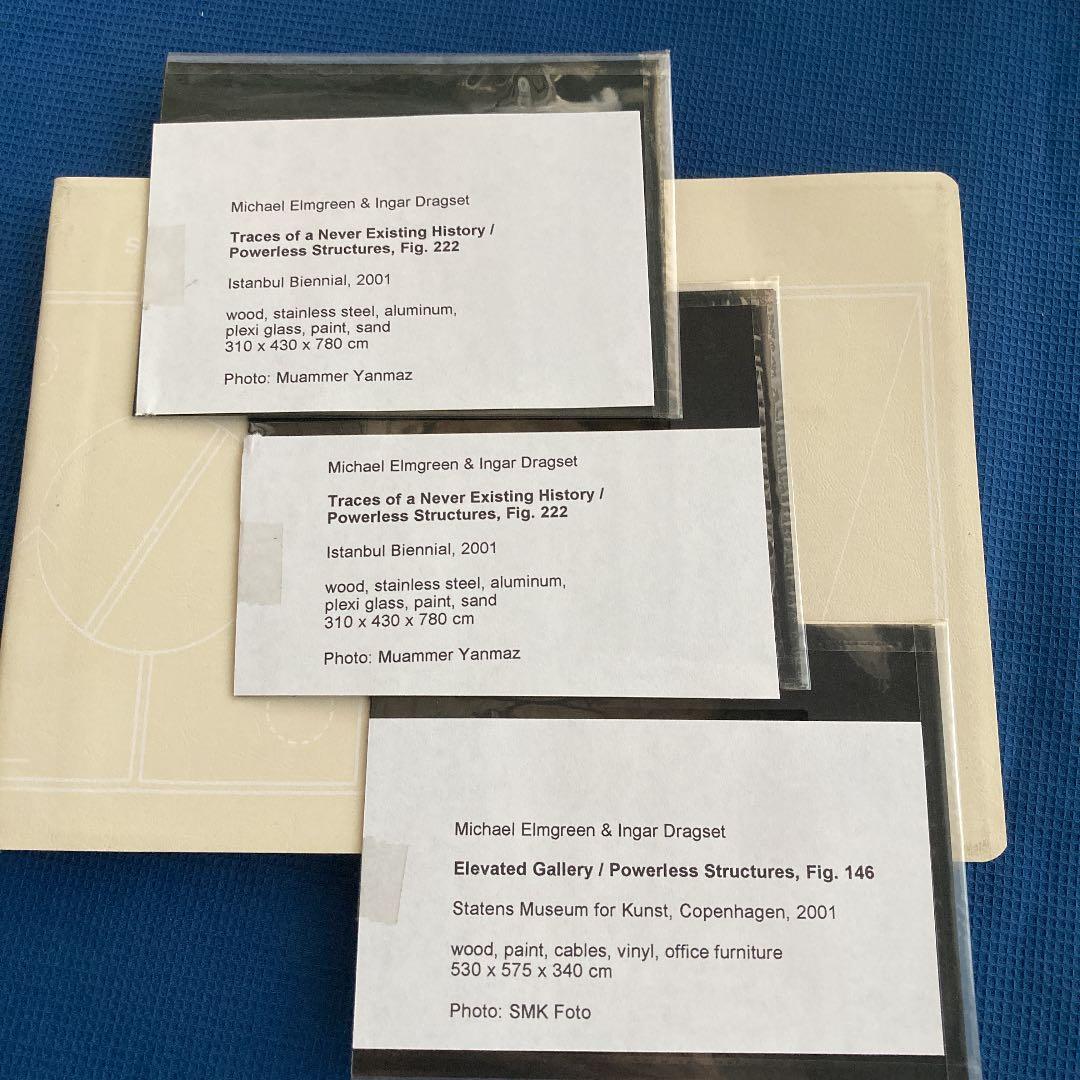 Michael Elmgreen & Ingar Dragset
Traces of a Never Existing History /
Powerless Structures, Fig. 222
Istanbul Biennial, 2001
wood, stainless steel, aluminum,
plexi glass, paint, sand
310 x 430 x 780 cm
Photo: Muammer Yanmaz
Michael Elmgreen & Ingar Dragset
Traces of a Never Existing History /
Powerless Structures, Fig. 222
Istanbul Biennial, 2001
wood, stainless steel, aluminum,
plexi glass, paint, sand
310 x 430 x 780 cm
Photo: Muammer Yanmaz
Michael Elmgreen & Ingar Dragset
Elevated Gallery / Powerless Structures, Fig. 146
Statens Museum for Kunst, Copenhagen, 2001
wood, paint, cables, vinyl, office furniture
530 x 575 x 340 cm
Photo: SMK Foto